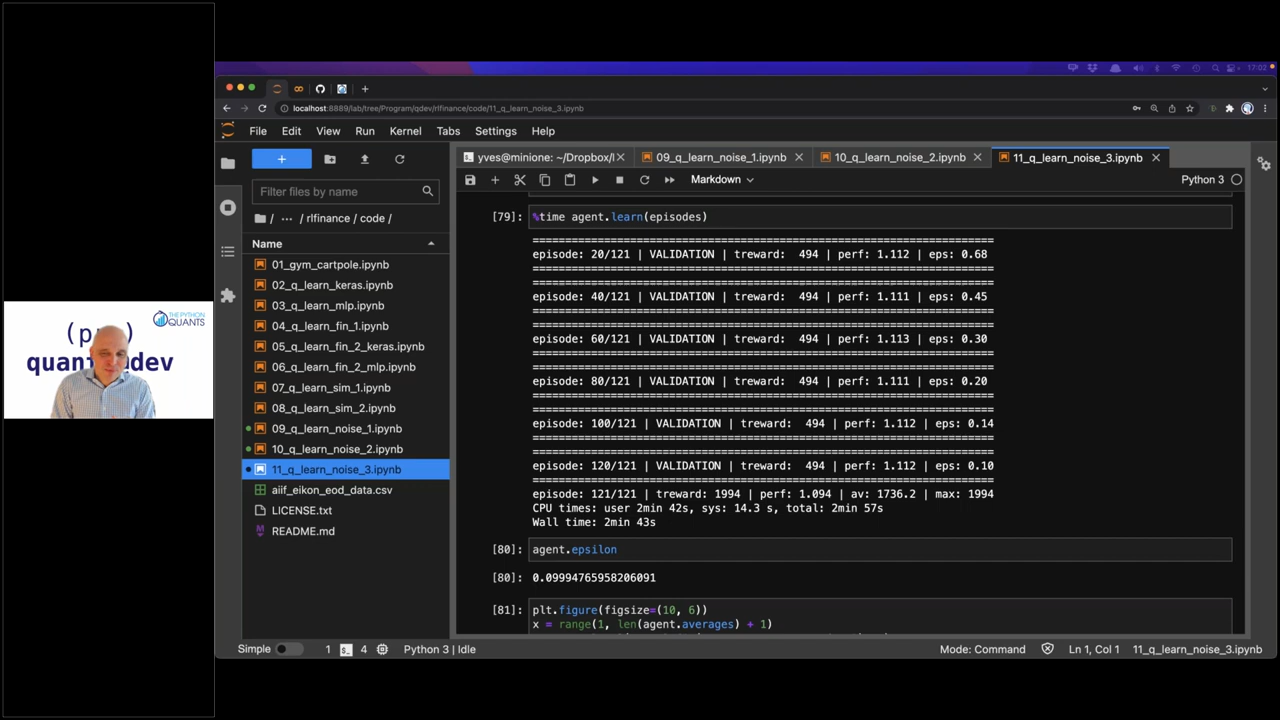 THE PYTHON
QUANTS
17:02
localhost:8889/lab/tree/Program/qdev/rlfinance/code/11_q_learn_noise_3.ipynb
File Edit View Run Kernel Tabs Settings Help
yves@minione: ~/Dropbox/ 09_q_learn_noise_1.ipynb 10_q_learn_noise_2.ipynb 11_q_learn_noise_3.ipynb
Markdown Python 3
Filter files by name
/ ··· / rlfinance / code /
Name
01_gym_cartpole.ipynb
02_q_learn_keras.ipynb
03_q_learn_mlp.ipynb
04_q_learn_fin_1.ipynb
05_q_learn_fin_2_keras.ipynb
06_q_learn_fin_2_mlp.ipynb
07_q_learn_sim_1.ipynb
08_q_learn_sim_2.ipynb
09_q_learn_noise_1.ipynb
10_q_learn_noise_2.ipynb
11_q_learn_noise_3.ipynb
aiif_eikon_eod_data.csv
LICENSE.txt
README.md
[79]: %time agent.learn(episodes)
=================================================================
episode: 20/121 | VALIDATION | treward: 494 | perf: 1.112 | eps: 0.68
=================================================================
=================================================================
episode: 40/121 | VALIDATION | treward: 494 | perf: 1.111 | eps: 0.45
=================================================================
=================================================================
episode: 60/121 | VALIDATION | treward: 494 | perf: 1.113 | eps: 0.30
=================================================================
=================================================================
episode: 80/121 | VALIDATION | treward: 494 | perf: 1.111 | eps: 0.20
=================================================================
=================================================================
episode: 100/121 | VALIDATION | treward: 494 | perf: 1.112 | eps: 0.14
=================================================================
=================================================================
episode: 120/121 | VALIDATION | treward: 494 | perf: 1.112 | eps: 0.10
=================================================================
episode: 121/121 | treward: 1994 | perf: 1.094 | av: 1736.2 | max: 1994
CPU times: user 2min 42s, sys: 14.3 s, total: 2min 57s
Wall time: 2min 43s
[80]: agent.epsilon
[80]: 0.09994765958206091
[81]: plt.figure(figsize=(10, 6))
x = range(1, len(agent.averages) + 1)
Simple 1 4 Python 3 | Idle Mode: Command Ln 1, Col 1 11_q_learn_noise_3.ipynb